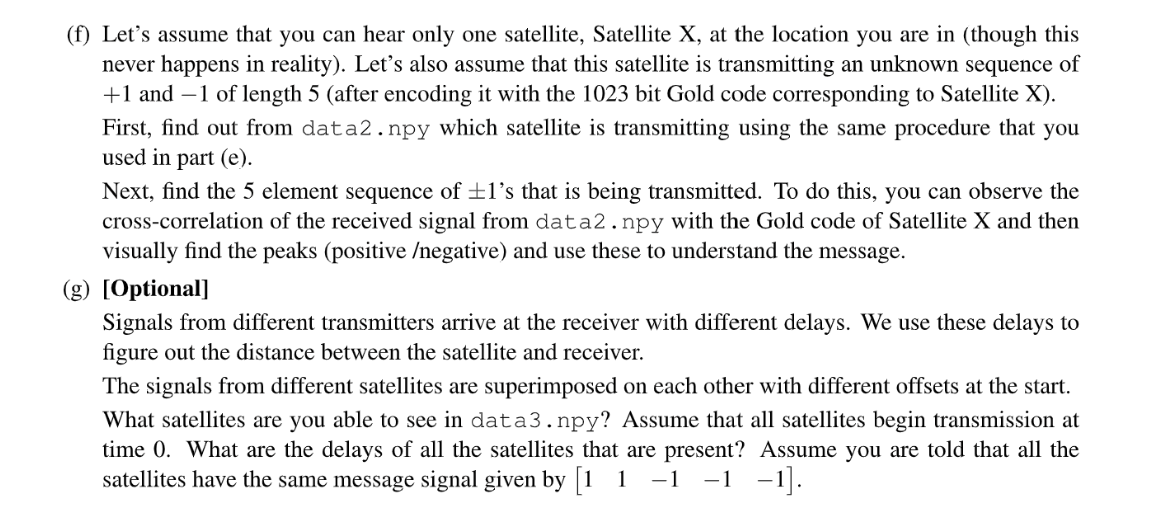 (f) Let's assume that you can hear only one satellite, Satellite X, at the location you are in (though this
never happens in reality). Let's also assume that this satellite is transmitting an unknown sequence of
+1 and −1 of length 5 (after encoding it with the 1023 bit Gold code corresponding to Satellite X).
First, find out from data2.npy which satellite is transmitting using the same procedure that you
used in part (e).
Next, find the 5 element sequence of ±1's that is being transmitted. To do this, you can observe the
cross-correlation of the received signal from data2.npy with the Gold code of Satellite X and then
visually find the peaks (positive /negative) and use these to understand the message.
(g) [Optional]
Signals from different transmitters arrive at the receiver with different delays. We use these delays to
figure out the distance between the satellite and receiver.
The signals from different satellites are superimposed on each other with different offsets at the start.
What satellites are you able to see in data3.npy? Assume that all satellites begin transmission at
time 0. What are the delays of all the satellites that are present? Assume you are told that all the
satellites have the same message signal given by [1 1 −1 −1 −1].